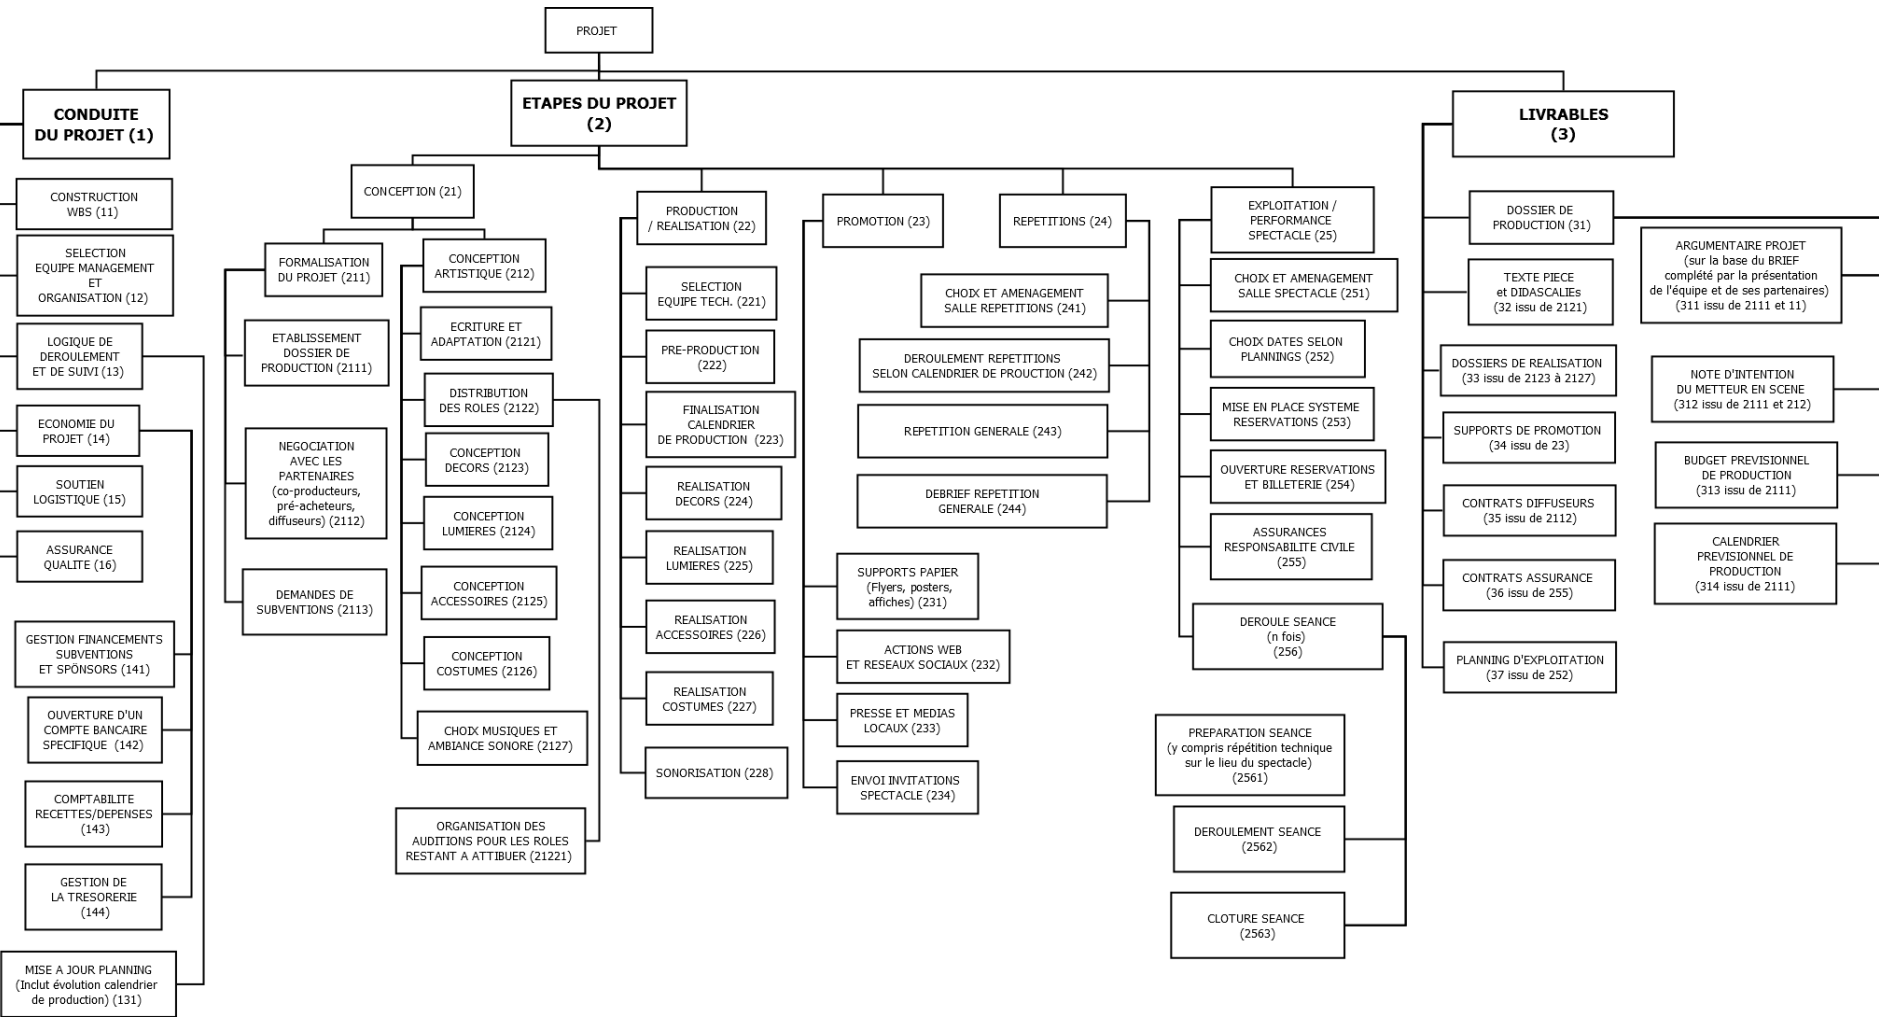 PROJET
CONDUITE
DU PROJET (1)
CONSTRUCTION
WBS (11)
SELECTION
EQUIPE MANAGEMENT
ET
ORGANISATION (12)
LOGIQUE DE
DEROULEMENT
ET DE SUIVI (13)
ECONOMIE DU
PROJET (14)
SOUTIEN
LOGISTIQUE (15)
ASSURANCE
QUALITE (16)
GESTION FINANCEMENTS
SUBVENTIONS
ET SPÖNSORS (141)
OUVERTURE D'UN
COMPTE BANCAIRE
SPECIFIQUE (142)
COMPTABILITE
RECETTES/DEPENSES
(143)
GESTION DE
LA TRESORERIE
(144)
MISE A JOUR PLANNING
(Inclut évolution calendrier
de production) (131)
ETAPES DU PROJET
(2)
CONCEPTION (21)
FORMALISATION
DU PROJET (211)
ETABLISSEMENT
DOSSIER DE
PRODUCTION (2111)
NEGOCIATION
AVEC LES
PARTENAIRES
(co-producteurs,
pré-acheteurs,
diffuseurs) (2112)
DEMANDES DE
SUBVENTIONS (2113)
CONCEPTION
ARTISTIQUE (212)
ECRITURE ET
ADAPTATION (2121)
DISTRIBUTION
DES ROLES (2122)
CONCEPTION
DECORS (2123)
CONCEPTION
LUMIERES (2124)
CONCEPTION
ACCESSOIRES (2125)
CONCEPTION
COSTUMES (2126)
CHOIX MUSIQUES ET
AMBIANCE SONORE (2127)
ORGANISATION DES
AUDITIONS POUR LES ROLES
RESTANT A ATTIBUER (21221)
PRODUCTION
/ REALISATION (22)
SELECTION
EQUIPE TECH. (221)
PRE-PRODUCTION
(222)
FINALISATION
CALENDRIER
DE PRODUCTION (223)
REALISATION
DECORS (224)
REALISATION
LUMIERES (225)
REALISATION
ACCESSOIRES (226)
REALISATION
COSTUMES (227)
SONORISATION (228)
PROMOTION (23)
SUPPORTS PAPIER
(Flyers, posters,
affiches) (231)
ACTIONS WEB
ET RESEAUX SOCIAUX (232)
PRESSE ET MEDIAS
LOCAUX (233)
ENVOI INVITATIONS
SPECTACLE (234)
REPETITIONS (24)
CHOIX ET AMENAGEMENT
SALLE REPETITIONS (241)
DEROULEMENT REPETITIONS
SELON CALENDRIER DE PROUCTION (242)
REPETITION GENERALE (243)
DEBRIEF REPETITION
GENERALE (244)
EXPLOITATION /
PERFORMANCE
SPECTACLE (25)
CHOIX ET AMENAGEMENT
SALLE SPECTACLE (251)
CHOIX DATES SELON
PLANNINGS (252)
MISE EN PLACE SYSTEME
RESERVATIONS (253)
OUVERTURE RESERVATIONS
ET BILLETERIE (254)
ASSURANCES
RESPONSABILITE CIVILE
(255)
DEROULE SEANCE
(n fois)
(256)
PREPARATION SEANCE
(y compris répétition technique
sur le lieu du spectacle)
(2561)
DEROULEMENT SEANCE
(2562)
CLOTURE SEANCE
(2563)
LIVRABLES
(3)
DOSSIER DE
PRODUCTION (31)
TEXTE PIECE
et DIDASCALIEs
(32 issu de 2121)
DOSSIERS DE REALISATION
(33 issu de 2123 à 2127)
SUPPORTS DE PROMOTION
(34 issu de 23)
CONTRATS DIFFUSEURS
(35 issu de 2112)
CONTRATS ASSURANCE
(36 issu de 255)
PLANNING D'EXPLOITATION
(37 issu de 252)
ARGUMENTAIRE PROJET
(sur la base du BRIEF
complété par la présentation
de l'équipe et de ses partenaires)
(311 issu de 2111 et 11)
NOTE D'INTENTION
DU METTEUR EN SCENE
(312 issu de 2111 et 212)
BUDGET PREVISIONNEL
DE PRODUCTION
(313 issu de 2111)
CALENDRIER
PREVISIONNEL DE
PRODUCTION
(314 issu de 2111)